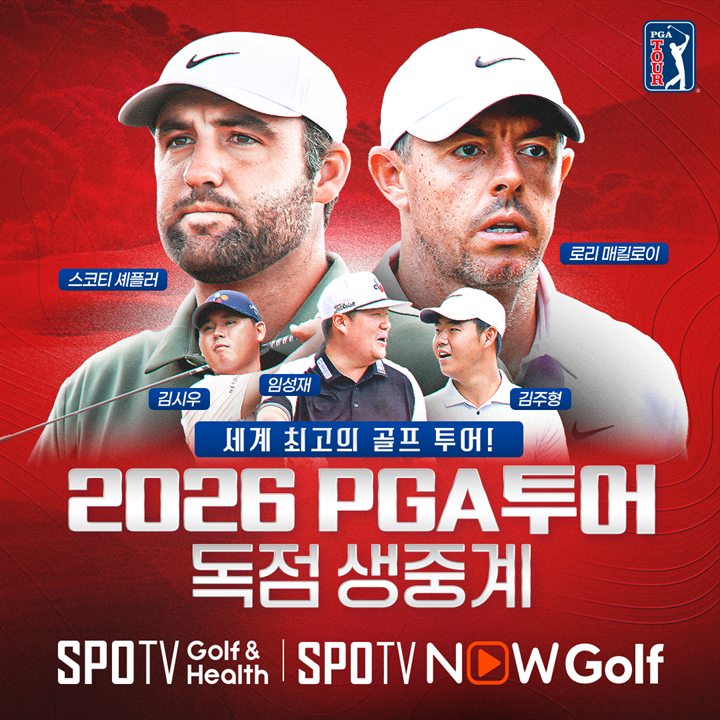 PGA TOUR
스코티 셰플러
로리 매킬로이
김시우
임성재
김주형
세계 최고의 골프 투어!
2026 PGA투어
독점 생중계
SPOTV Golf & Health | SPOTV NOW Golf